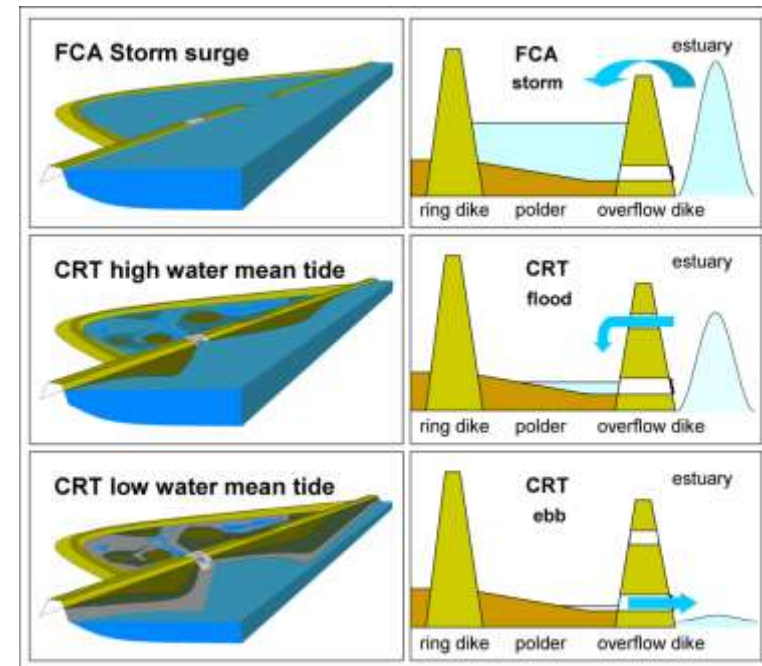 FCA Storm surge
FCA
storm
estuary
ring dike polder overflow dike
CRT high water mean tide
CRT
flood
estuary
ring dike polder overflow dike
CRT low water mean tide
CRT
ebb
estuary
ring dike polder overflow dike